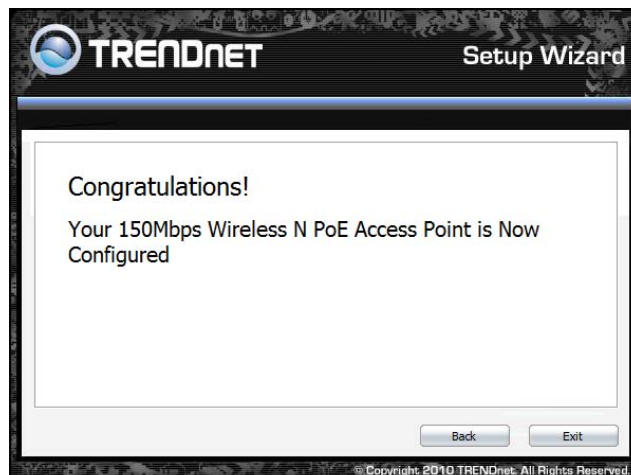 TRENDNET
Setup Wizard
Congratulations!
Your 150Mbps Wireless N PoE Access Point is Now
Configured
Back
Exit
© Copyright 2010 TRENDnet. All Rights Reserved.